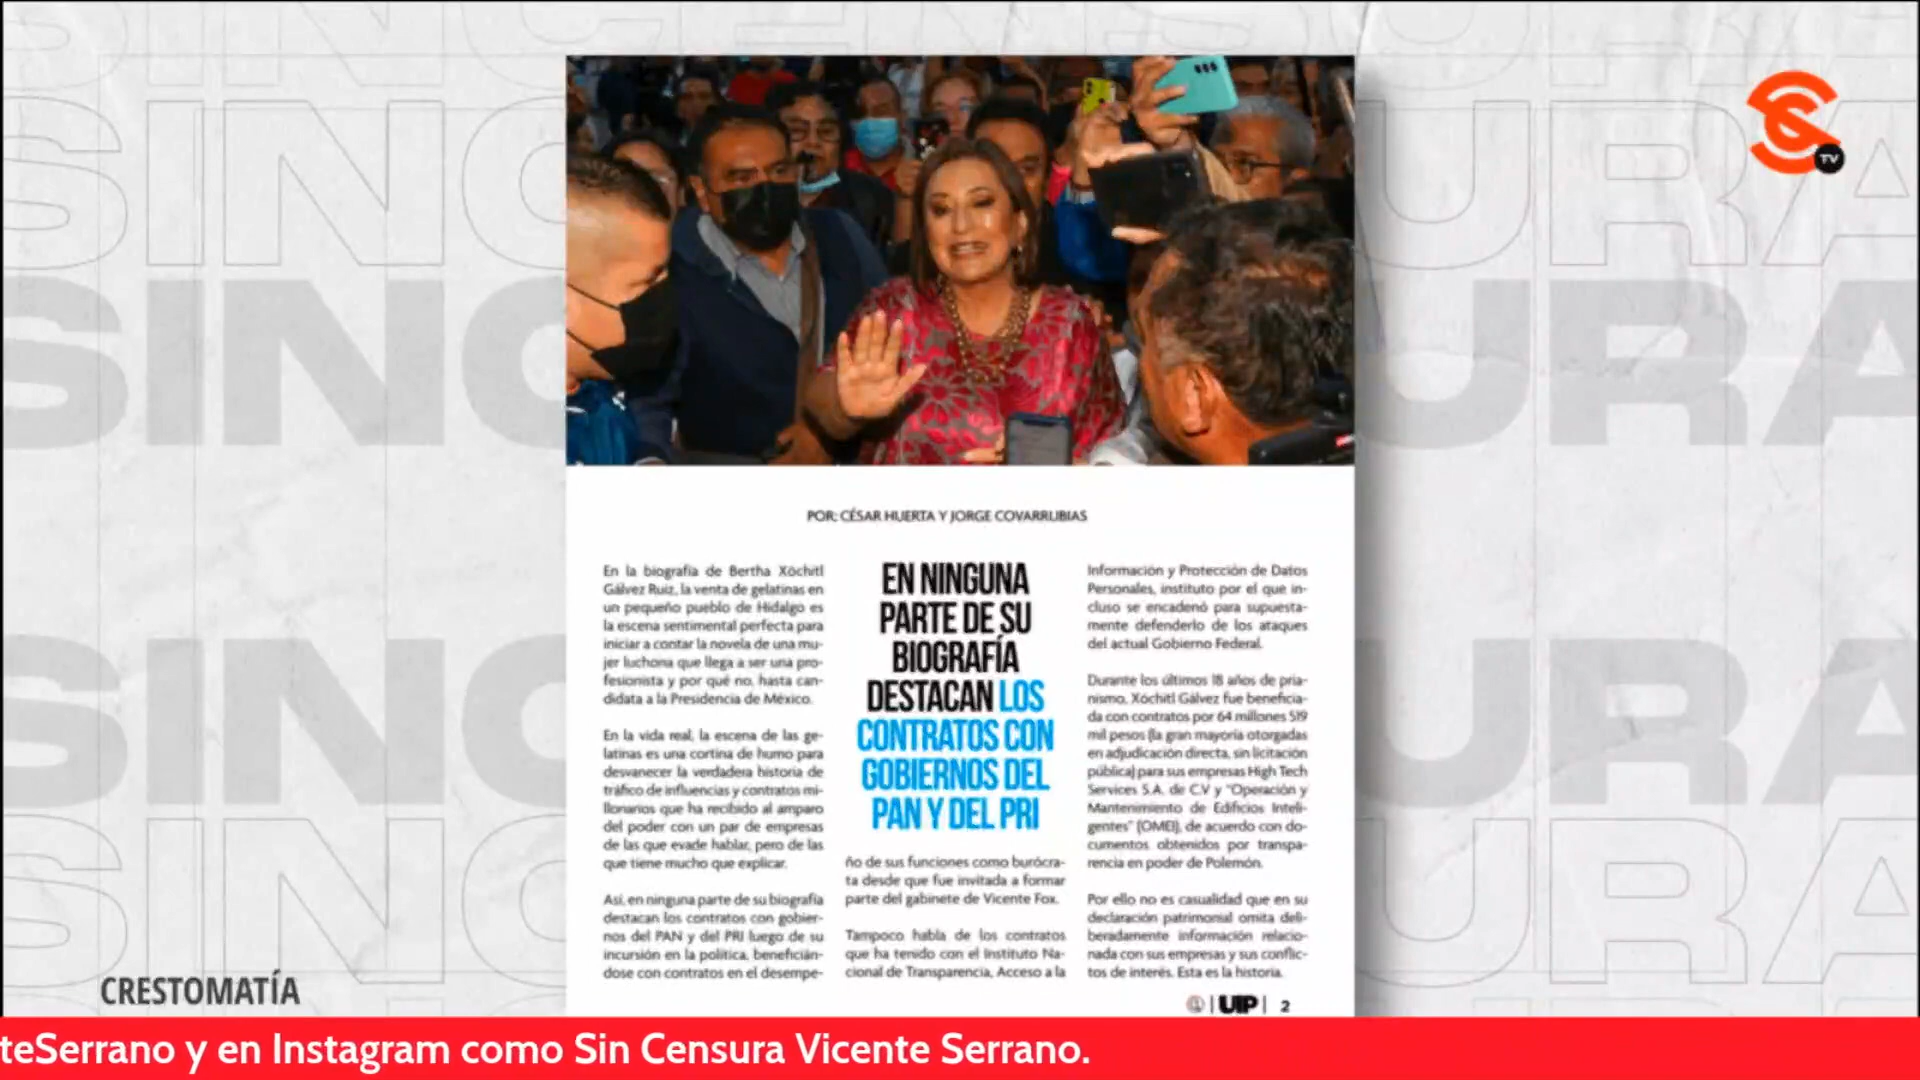 SINCENSURA
SINCENSURA
SINCENSURA
SINCENSURA
SINCENSURA
TV
POR: CÉSAR HUERTA Y JORGE COVARRUBIAS
En la biografía de Bertha Xóchitl
Gálvez Ruiz, la venta de gelatinas en
un pequeño pueblo de Hidalgo es
la escena sentimental perfecta para
iniciar a contar la novela de una mu-
jer luchona que llega a ser una pro-
fesionista y por qué no, hasta can-
didata a la Presidencia de México.
En la vida real, la escena de las ge-
latinas es una cortina de humo para
desvanecer la verdadera historia de
tráfico de influencias y contratos mi-
llonarios que ha recibido al amparo
del poder con un par de empresas
de las que evade hablar, pero de las
que tiene mucho que explicar.
Así, en ninguna parte de su biografía
destacan los contratos con gobier-
nos del PAN y del PRI luego de su
incursión en la política, beneficián-
dose con contratos en el desempe-
EN NINGUNA
PARTE DE SU
BIOGRAFÍA
DESTACAN LOS
CONTRATOS CON
GOBIERNOS DEL
PAN Y DEL PRI
ño de sus funciones como burócra-
ta desde que fue invitada a formar
parte del gabinete de Vicente Fox.
Tampoco habla de los contratos
que ha tenido con el Instituto Na-
cional de Transparencia, Acceso a la
Información y Protección de Datos
Personales, instituto por el que in-
cluso se encadenó para supuesta-
mente defenderlo de los ataques
del actual Gobierno Federal.
Durante los últimos 18 años de pria-
nismo, Xóchitl Gálvez fue beneficia-
da con contratos por 64 millones 519
mil pesos (la gran mayoría otorgadas
en adjudicación directa, sin licitación
pública) para sus empresas High Tech
Services S.A. de C.V y "Operación y
Mantenimiento de Edificios Inteli-
gentes" (OMEI), de acuerdo con do-
cumentos obtenidos por transpa-
rencia en poder de Polemón.
Por ello no es casualidad que en su
declaración patrimonial omita deli-
beradamente información relacio-
nada con sus empresas y sus conflic-
tos de interés. Esta es la historia.
| UIP | 2
CRESTOMATÍA
teSerrano y en Instagram como Sin Censura Vicente Serrano.